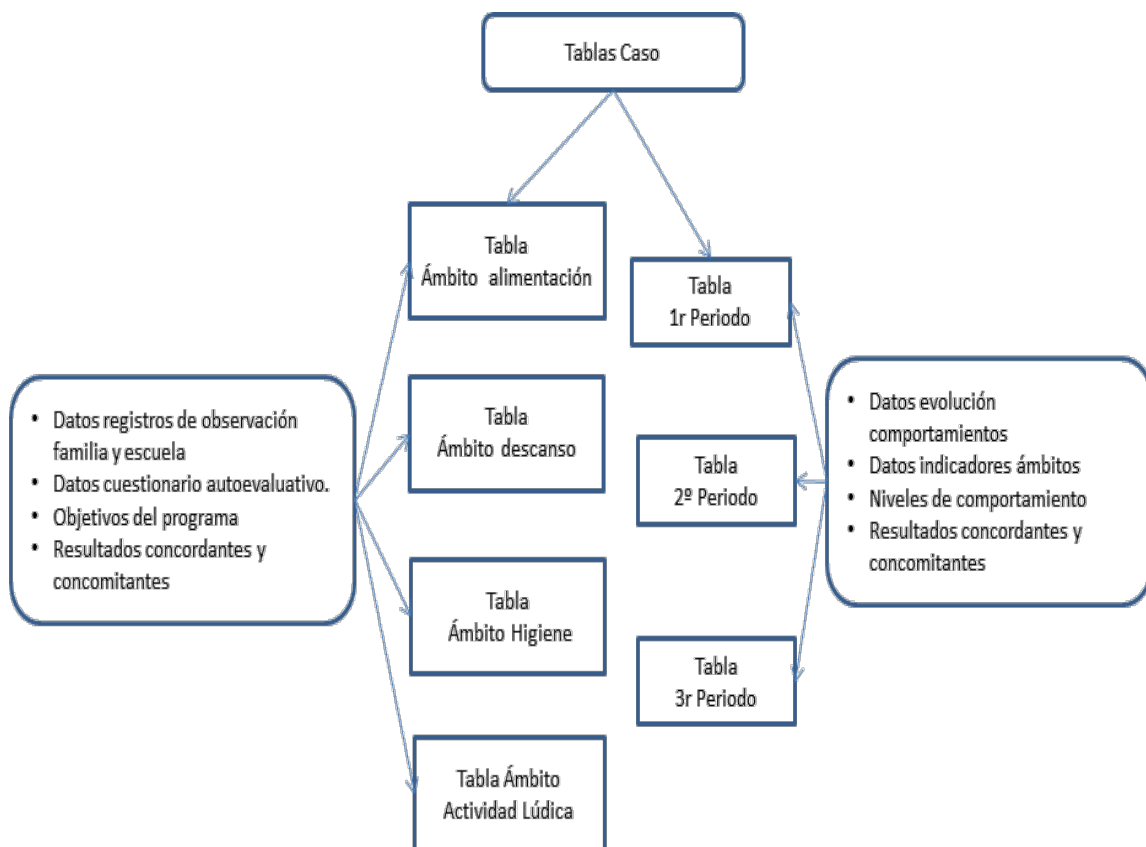 Tablas Caso
Tabla
Ámbito alimentación
Tabla
1r Periodo
• Datos registros de observación
familia y escuela
• Datos cuestionario autoevaluativo.
• Objetivos del programa
• Resultados concordantes y
concomitantes
Tabla
Ámbito descanso
Tabla
2º Periodo
• Datos evolución
comportamientos
• Datos indicadores ámbitos
• Niveles de comportamiento
• Resultados concordantes y
concomitantes
Tabla
Ámbito Higiene
Tabla
3r Periodo
Tabla Ámbito
Actividad Lúdica